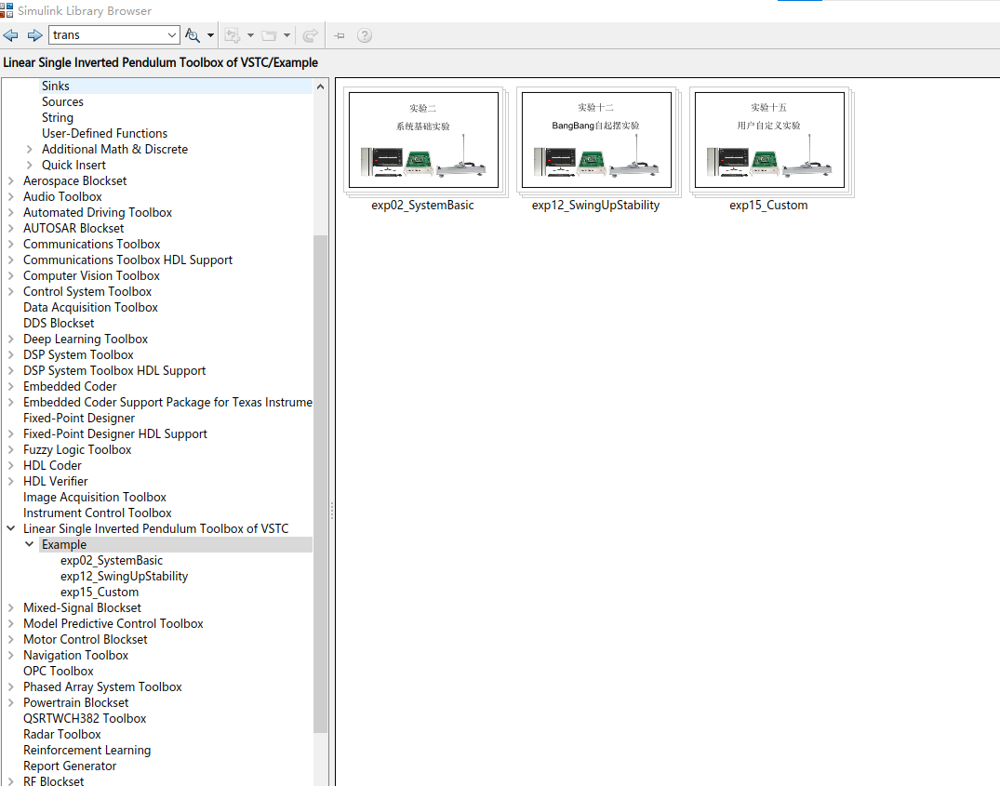 Simulink Library Browser
trans
Linear Single Inverted Pendulum Toolbox of VSTC/Example
Sinks
Sources
String
User-Defined Functions
Additional Math & Discrete
Quick Insert
Aerospace Blockset
Audio Toolbox
Automated Driving Toolbox
AUTOSAR Blockset
Communications Toolbox
Communications Toolbox HDL Support
Computer Vision Toolbox
Control System Toolbox
Data Acquisition Toolbox
DDS Blockset
Deep Learning Toolbox
DSP System Toolbox
DSP System Toolbox HDL Support
Embedded Coder
Embedded Coder Support Package for Texas Instrume
Fixed-Point Designer
Fixed-Point Designer HDL Support
Fuzzy Logic Toolbox
HDL Coder
HDL Verifier
Image Acquisition Toolbox
Instrument Control Toolbox
Linear Single Inverted Pendulum Toolbox of VSTC
Example
exp02_SystemBasic
exp12_SwingUpStability
exp15_Custom
Mixed-Signal Blockset
Model Predictive Control Toolbox
Motor Control Blockset
Navigation Toolbox
OPC Toolbox
Phased Array System Toolbox
Powertrain Blockset
QSRTWCH382 Toolbox
Radar Toolbox
Reinforcement Learning
Report Generator
RF Blockset
实验二
系统基础实验
exp02_SystemBasic
实验十二
BangBang自起摆实验
exp12_SwingUpStability
实验十五
用户自定义实验
exp15_Custom